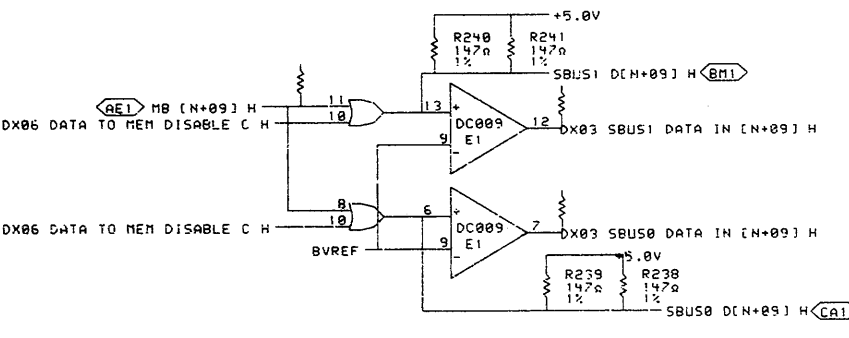 +5.0V
R240 R241
147Ω 147Ω
1% 1%
SBUS1 D[N+09] H BM1
AE1 MB [N+09] H 11
DX06 DATA TO MEM DISABLE C H 10
13 +
DC009 12 DX03 SBUS1 DATA IN [N+09] H
9 E1
-
8
DX06 DATA TO MEM DISABLE C H 10
6 +
DC009 7 DX03 SBUS0 DATA IN [N+09] H
BVREF 9 E1
-
+5.0V
R239 R238
147Ω 147Ω
1% 1%
SBUS0 D[N+09] H CA1